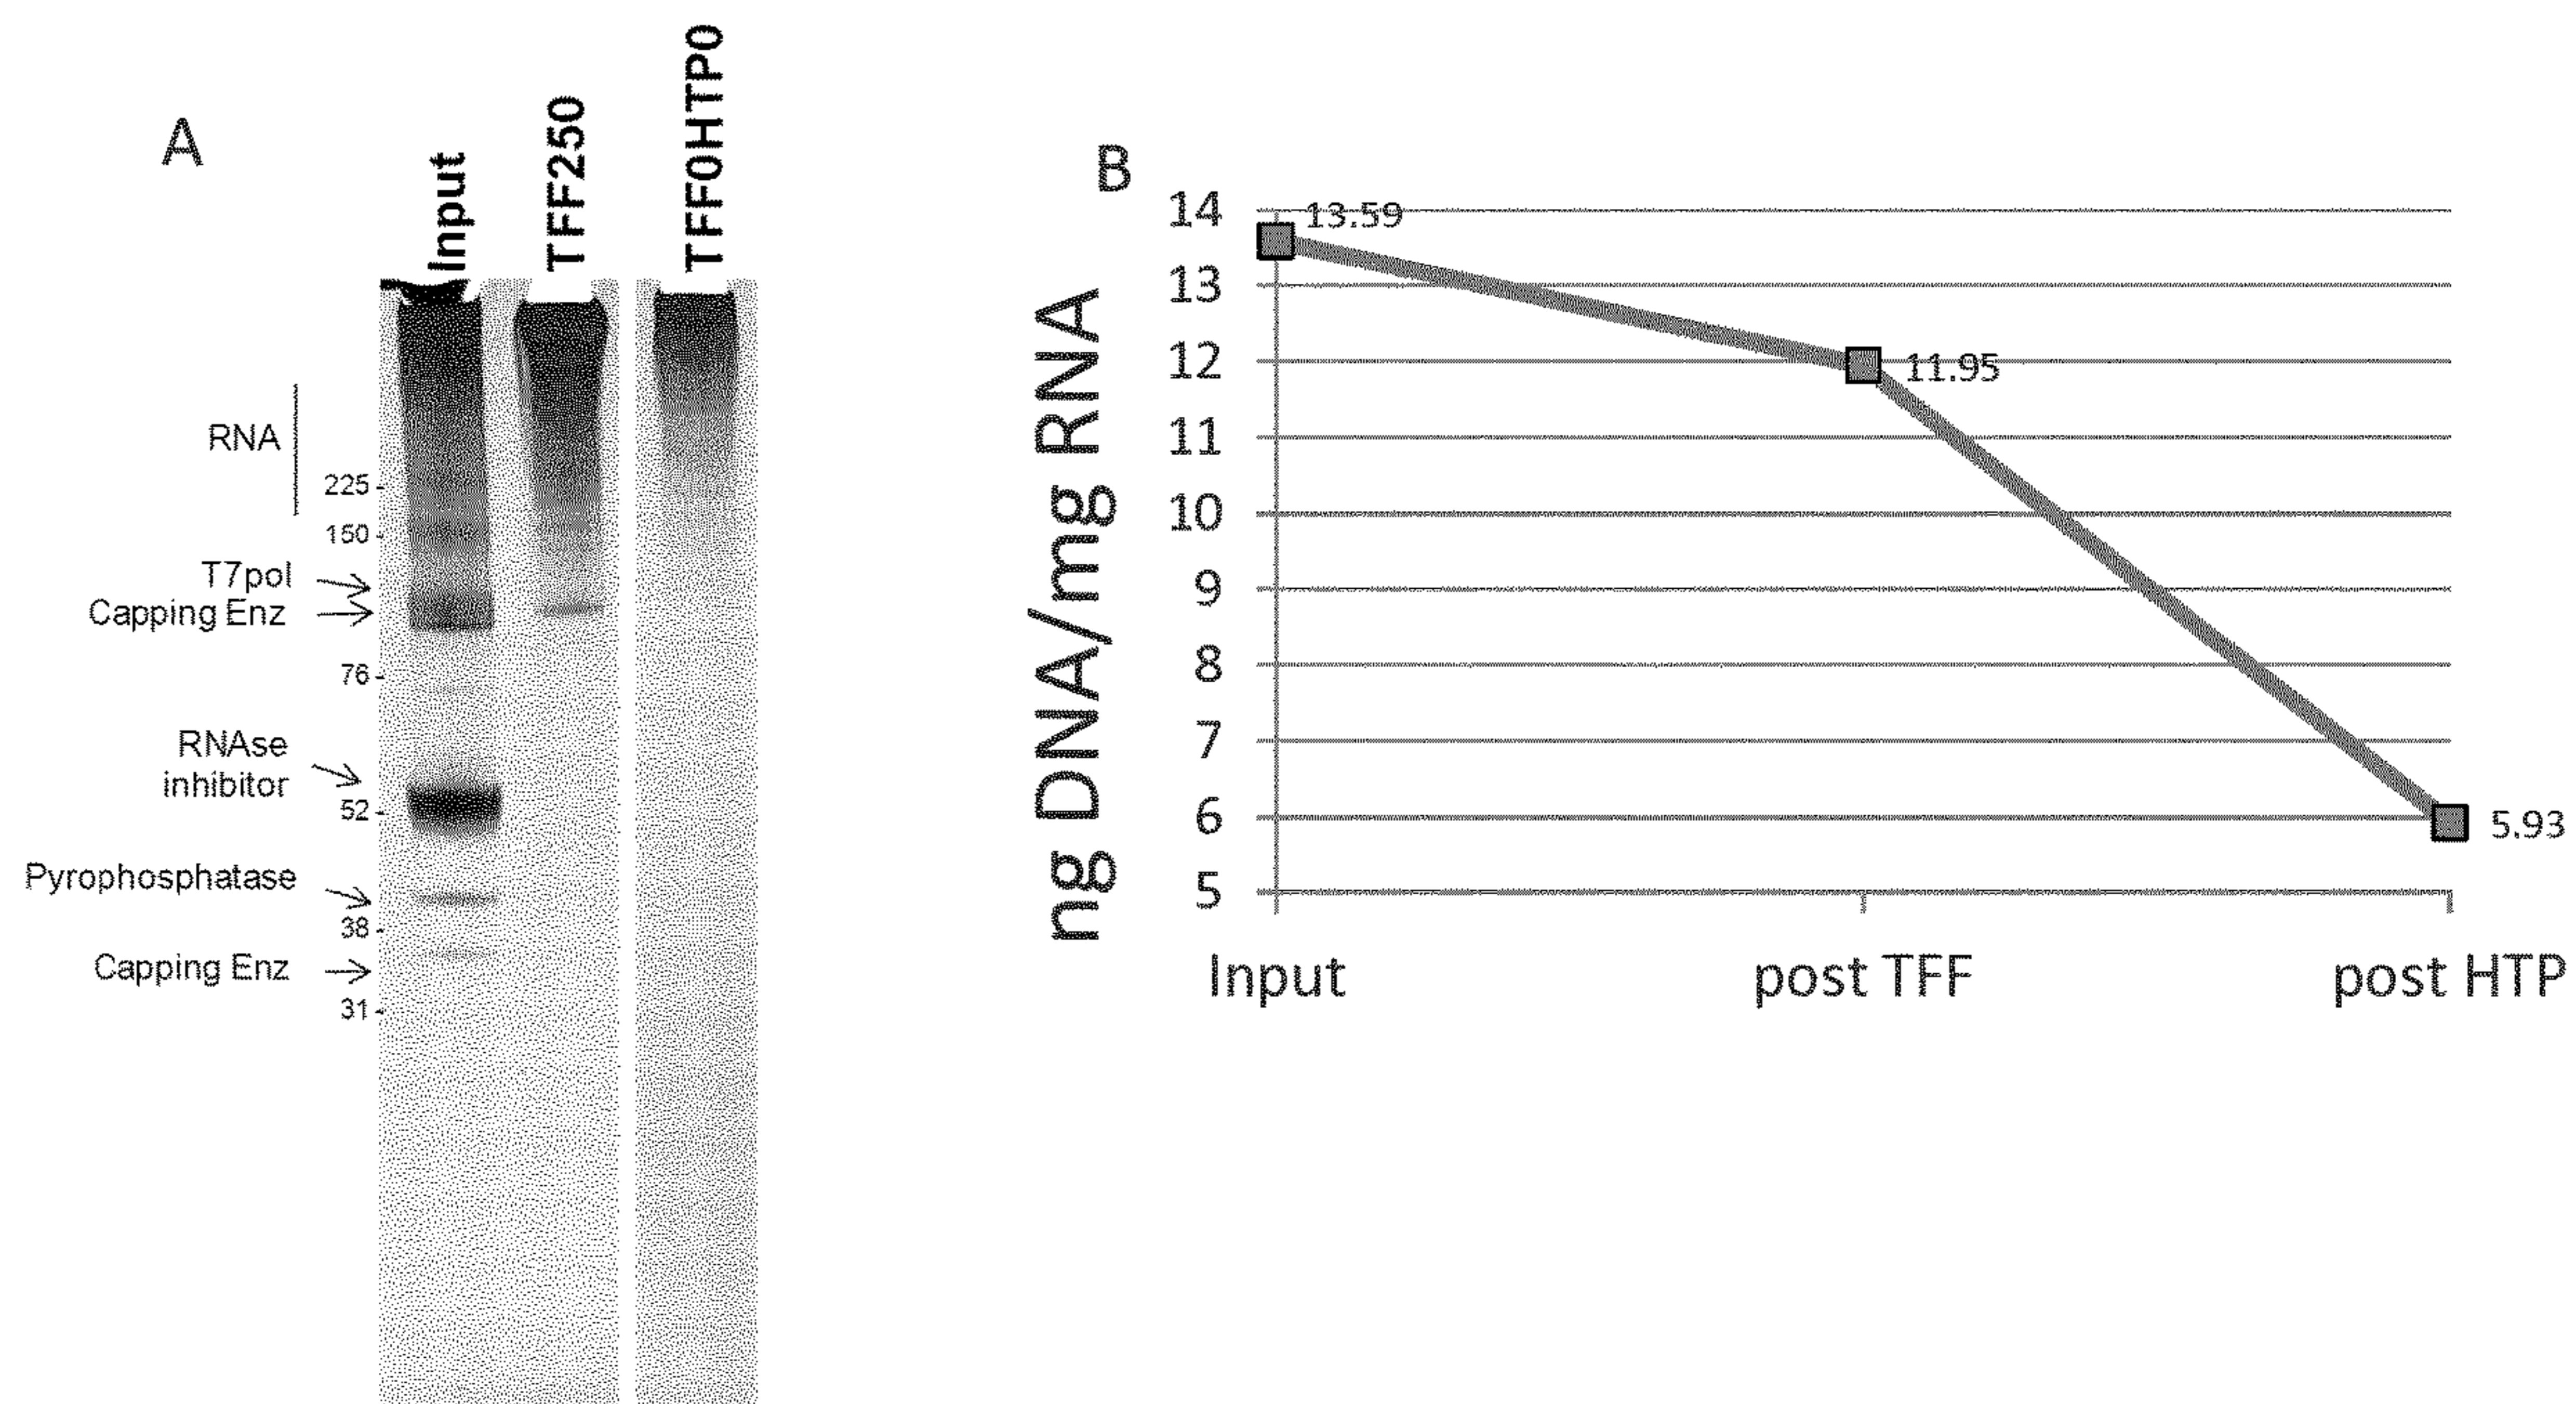 A
Input
TFF250
TFF0HTP0
RNA
225
150
T7pol
Capping Enz
76
RNAse
inhibitor
52
Pyrophosphatase
38
Capping Enz
31
B
ng DNA/mg RNA
14
13
12
11
10
9
8
7
6
5
13.59
11.95
5.93
Input
post TFF
post HTP